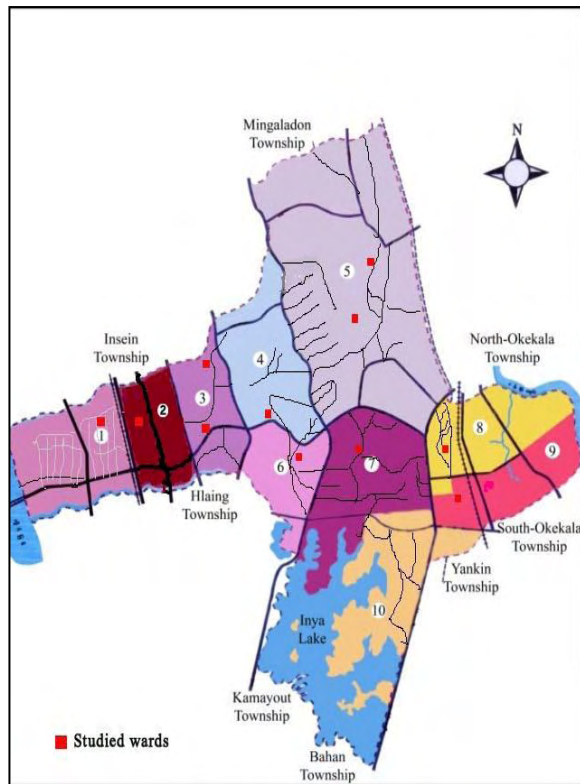 Mingaladon
Township
N
5
Insein
Township
North-Okekala
Township
4
3
2
1
8
9
6
7
Hlaing
Township
South-Okekala
Township
Yankin
Township
10
Inya
Lake
Kamayout
Township
Studied wards
Bahan
Township